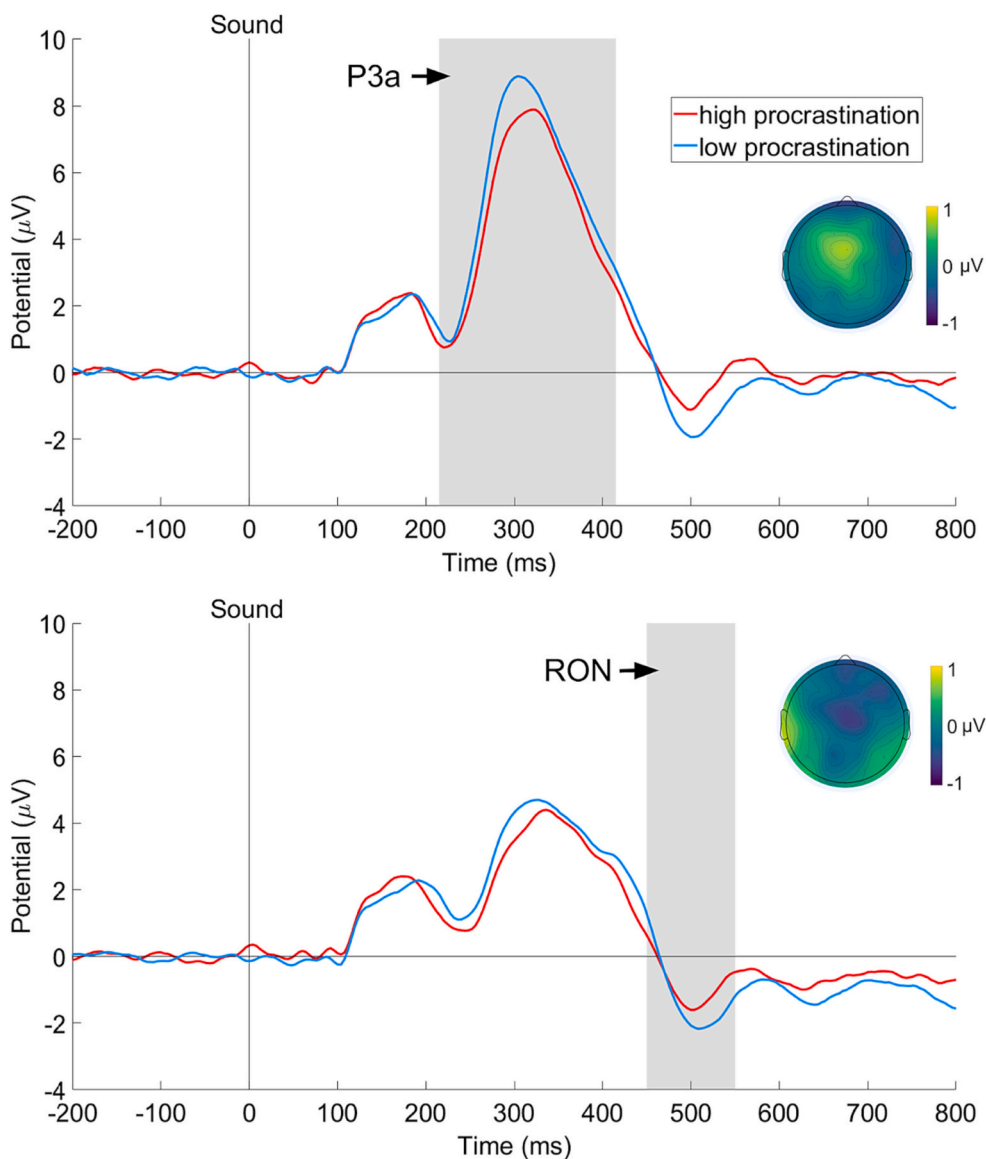 Sound
10
8
6
4
2
0
-2
-4
Potential (μV)
P3a
high procrastination
low procrastination
1
0 μV
-1
-200 -100 0 100 200 300 400 500 600 700 800
Time (ms)
Sound
10
8
6
4
2
0
-2
-4
Potential (μV)
RON
1
0 μV
-1
-200 -100 0 100 200 300 400 500 600 700 800
Time (ms)